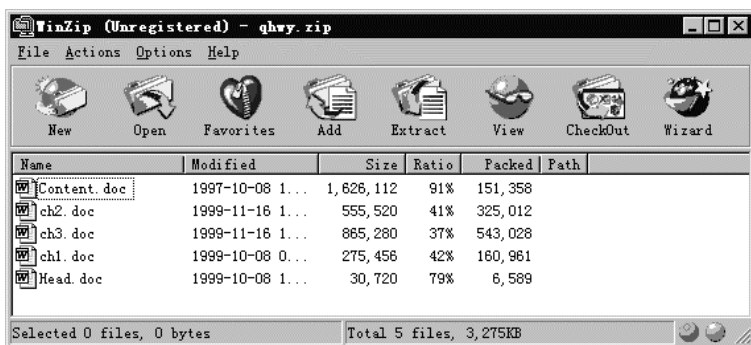 WinZip (Unregistered) - qhwy.zip
File Actions Options Help
New Open Favorites Add Extract View CheckOut Wizard
Name Modified Size Ratio Packed Path
Content.doc 1997-10-08 1... 1,626,112 91% 151,358
ch2.doc 1999-11-16 1... 555,520 41% 325,012
ch3.doc 1999-11-16 1... 865,280 37% 543,028
ch1.doc 1999-10-08 0... 275,456 42% 160,961
Head.doc 1999-10-08 1... 30,720 79% 6,589
Selected 0 files, 0 bytes Total 5 files, 3,275KB